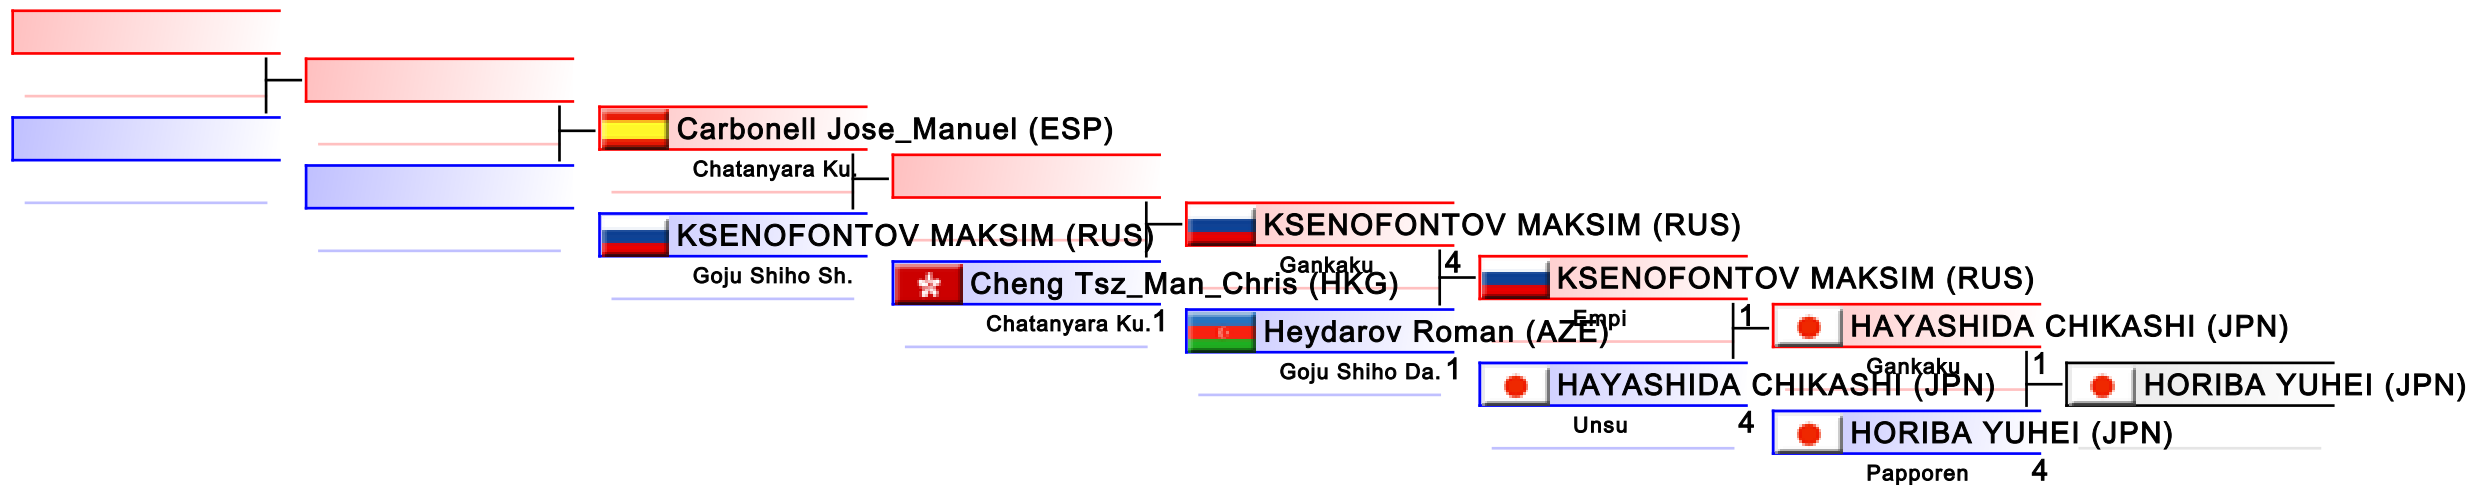 Carbonell Jose_Manuel (ESP)
Chatanyara Ku.
KSENOFONTOV MAKSIM (RUS)
Goju Shiho Sh.
Cheng Tsz_Man_Chris (HKG)
Chatanyara Ku.1
KSENOFONTOV MAKSIM (RUS)
Gankaku 4
Heydarov Roman (AZE)
Goju Shiho Da. 1
KSENOFONTOV MAKSIM (RUS)
Empi 1
HAYASHIDA CHIKASHI (JPN)
Unsu 4
HAYASHIDA CHIKASHI (JPN)
Gankaku 1
HORIBA YUHEI (JPN)
Papporen 4
HORIBA YUHEI (JPN)